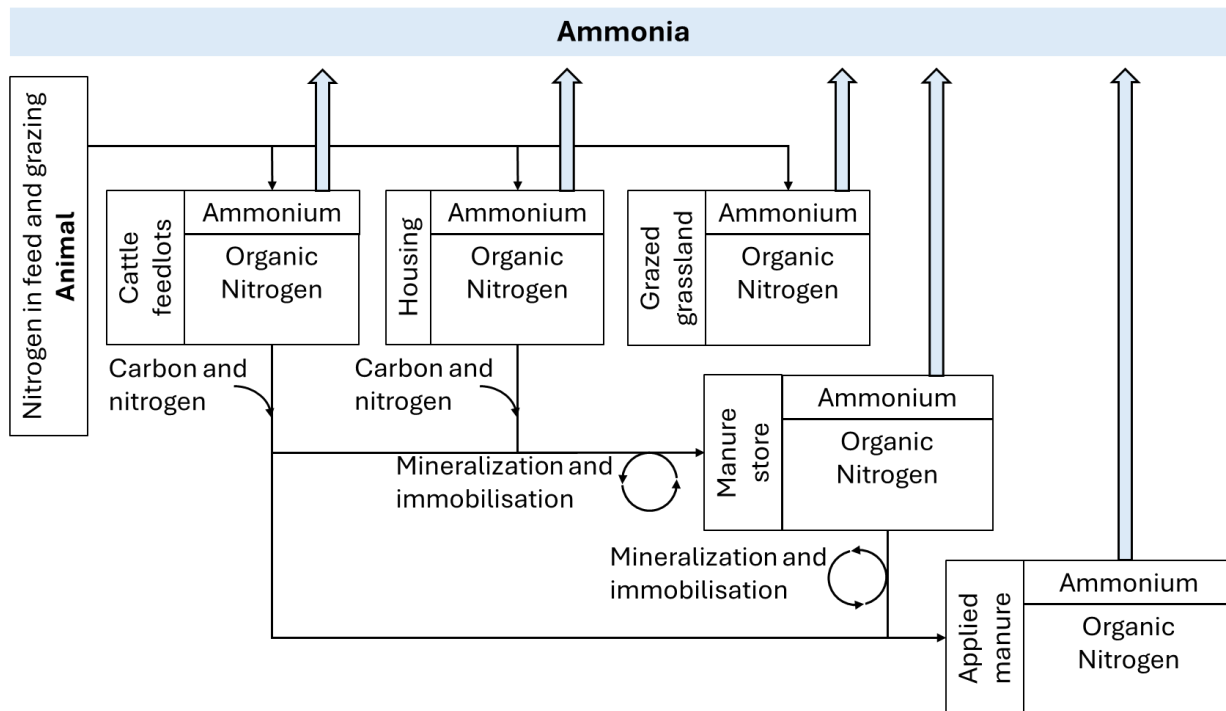 Ammonia
Nitrogen in feed and grazing
Animal
Cattle
feedlots
Ammonium
Organic
Nitrogen
Housing
Ammonium
Organic
Nitrogen
Grazed
grassland
Ammonium
Organic
Nitrogen
Carbon and
nitrogen
Carbon and
nitrogen
Mineralization and
immobilisation
Manure
store
Ammonium
Organic
Nitrogen
Mineralization and
immobilisation
Applied
manure
Ammonium
Organic
Nitrogen